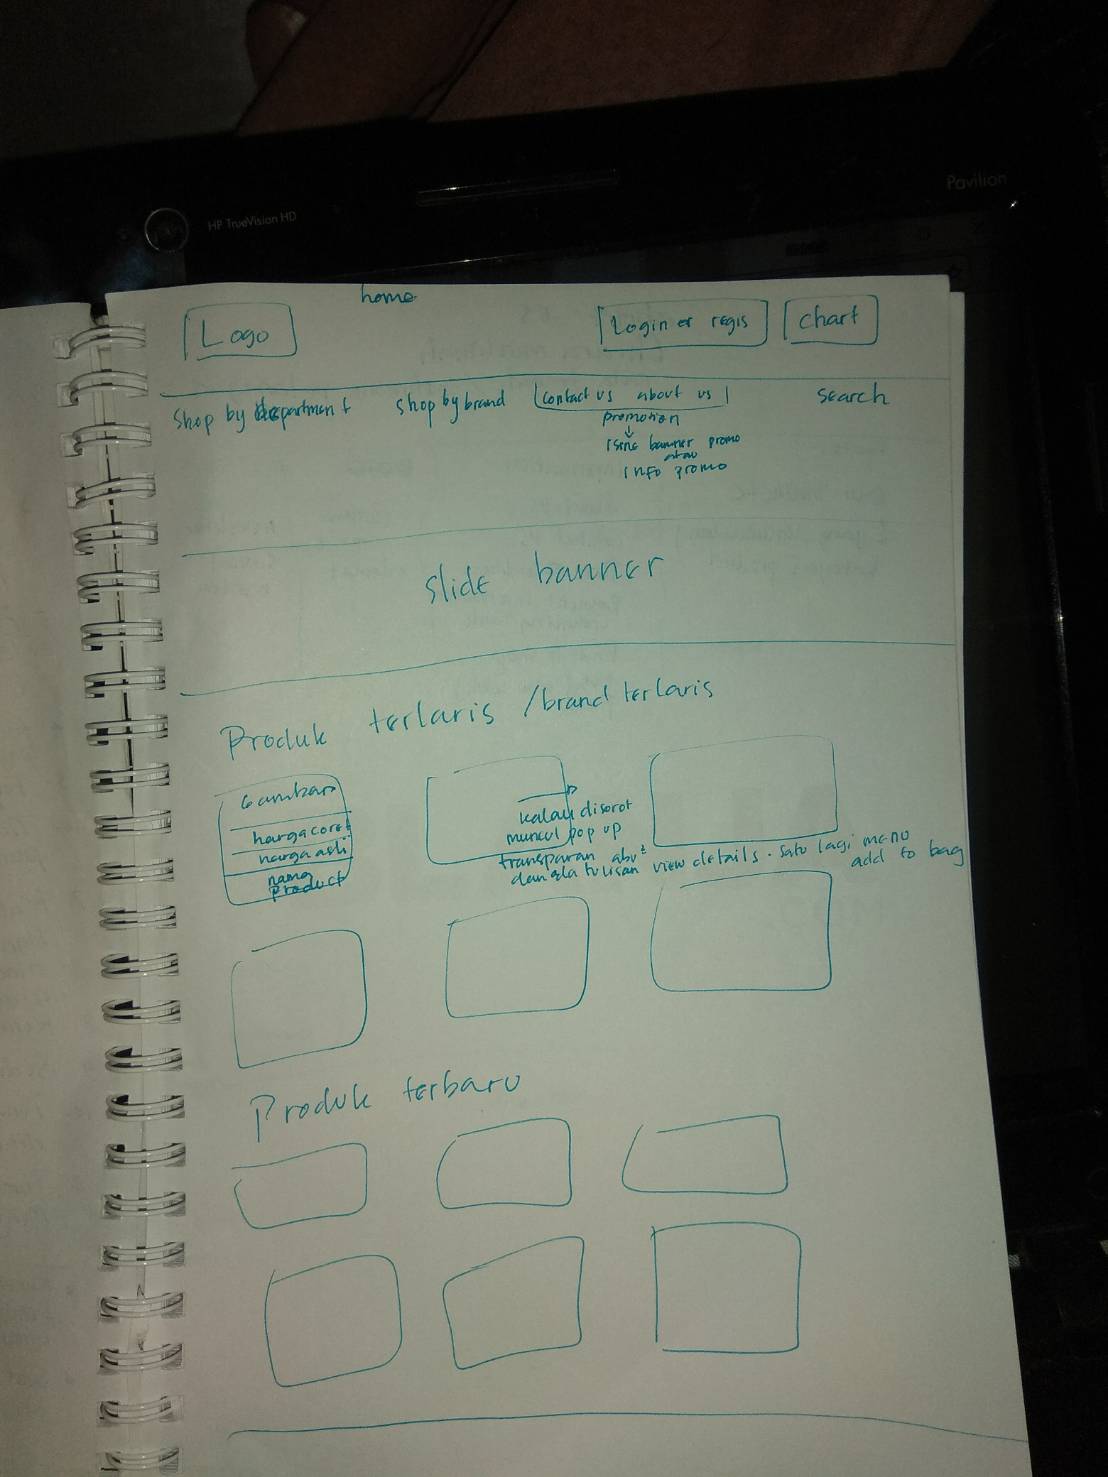 HP TrueVision HD
Pavilion
home
Logo
Login or regis
chart
Shop by department
shop by brand
contact us about us
search
promotion
isinc banner promo
atau
info promo
slide banner
Produk terlaris / brand terlaris
Gambar
harga coret
harga asli
nama
product
kalau disorot
muncul pop up
transparan abu²
dan ada tulisan view details. satu lagi menu
add to bag
Produk terbaru